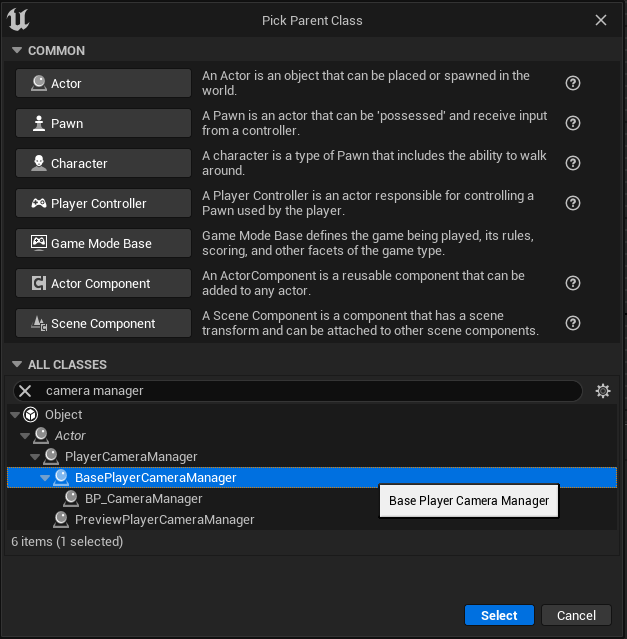 Pick Parent Class
COMMON
Actor
An Actor is an object that can be placed or spawned in the
world.
Pawn
A Pawn is an actor that can be 'possessed' and receive input
from a controller.
Character
A character is a type of Pawn that includes the ability to walk
around.
Player Controller
A Player Controller is an actor responsible for controlling a
Pawn used by the player.
Game Mode Base
Game Mode Base defines the game being played, its rules,
scoring, and other facets of the game type.
Actor Component
An ActorComponent is a reusable component that can be
added to any actor.
Scene Component
A Scene Component is a component that has a scene
transform and can be attached to other scene components.
ALL CLASSES
camera manager
Object
Actor
PlayerCameraManager
BasePlayerCameraManager
BP_CameraManager
Base Player Camera Manager
PreviewPlayerCameraManager
6 items (1 selected)
Select
Cancel